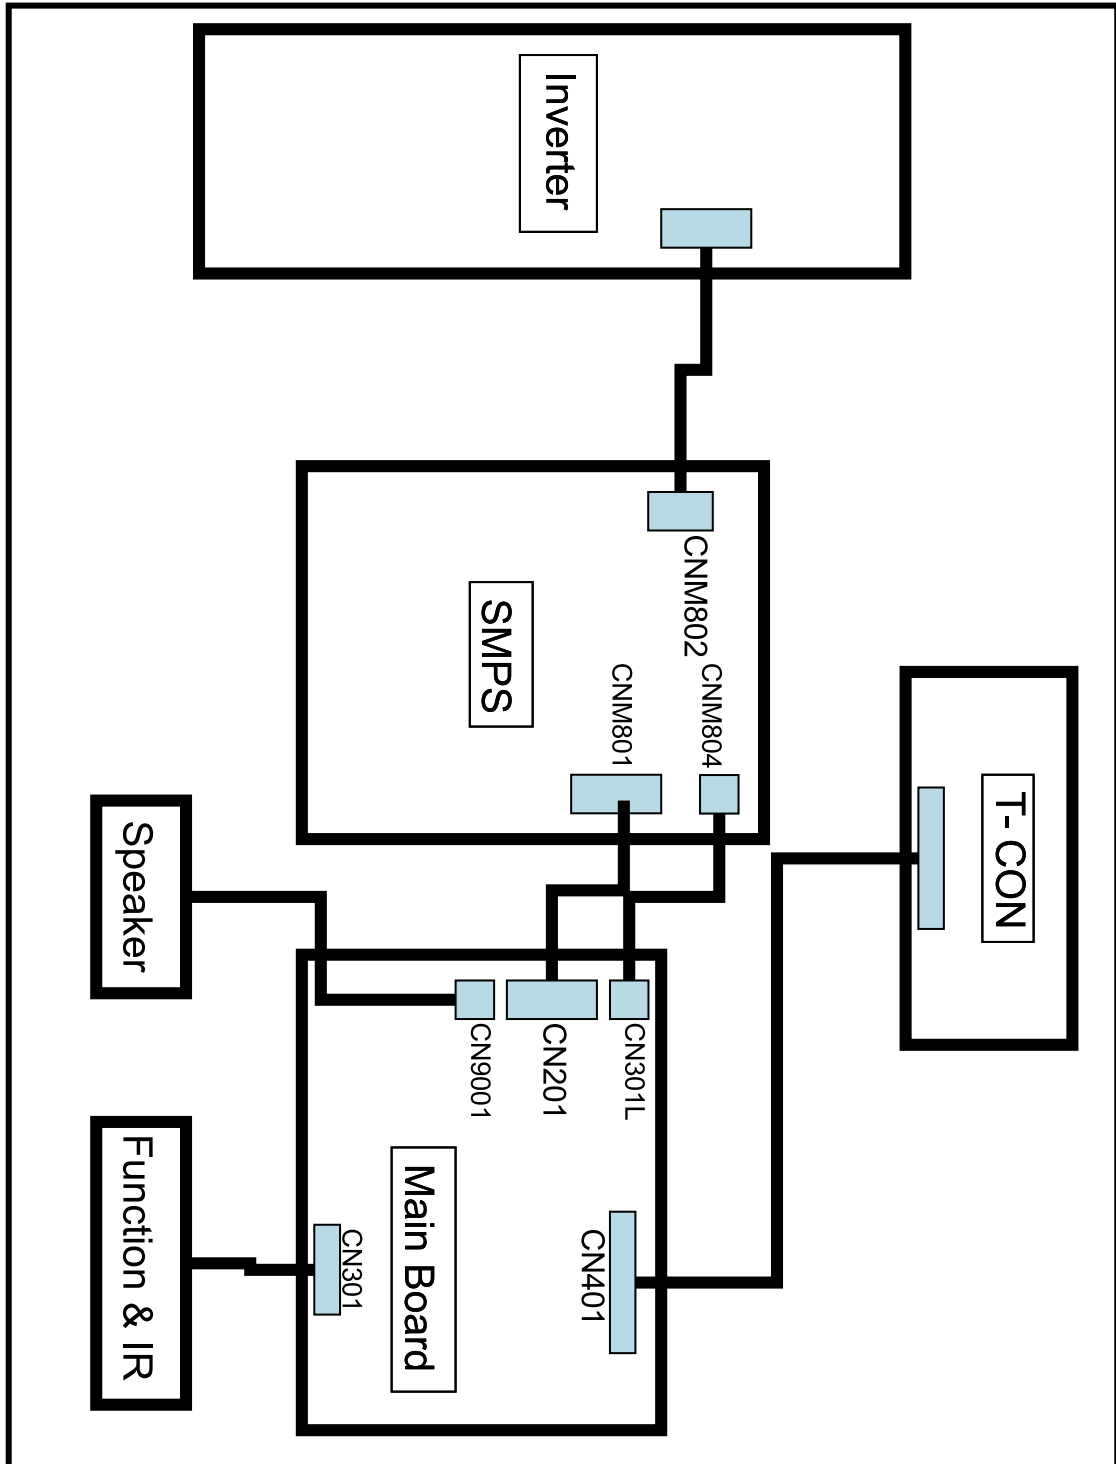 Inverter
CNM802
SMPS
CNM804
CNM801
T- CON
Speaker
CN301L
CN201
CN9001
Main Board
CN401
CN301
Function & IR